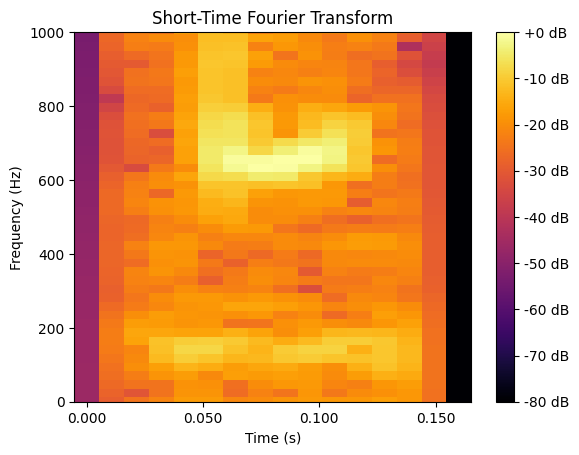 Short-Time Fourier Transform
1000
800
600
400
200
0
Frequency (Hz)
0.000
0.050
0.100
0.150
Time (s)
+0 dB
-10 dB
-20 dB
-30 dB
-40 dB
-50 dB
-60 dB
-70 dB
-80 dB